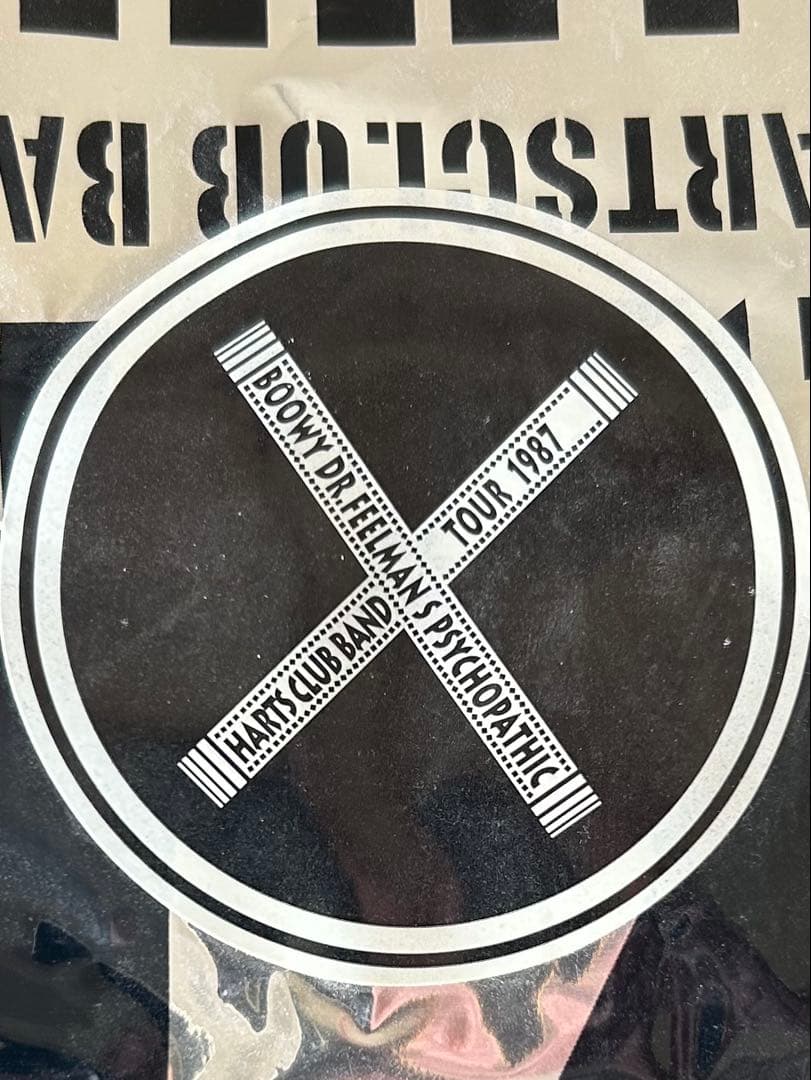 ARTSCLUB BA
BOOWY DR FEELMAN S PSYCHOPATHIC
HARTS CLUB BAND TOUR 1987